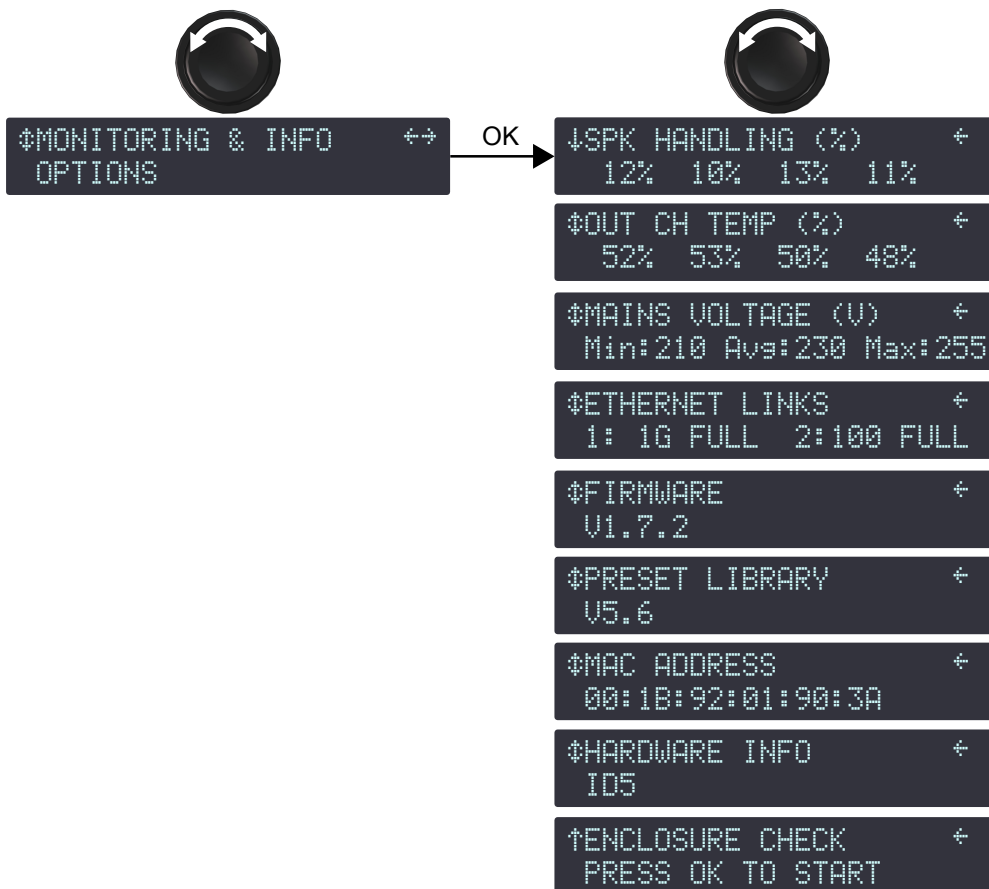 ↕MONITORING & INFO ←→
OPTIONS
OK
↓SPK HANDLING (%) ←
12% 10% 13% 11%
↕OUT CH TEMP (%) ←
52% 53% 50% 48%
↕MAINS VOLTAGE (V) ←
Min:210 Avg:230 Max:255
↕ETHERNET LINKS ←
1: 1G FULL 2:100 FULL
↕FIRMWARE ←
V1.7.2
↕PRESET LIBRARY ←
V5.6
↕MAC ADDRESS ←
00:1B:92:01:90:3A
↕HARDWARE INFO ←
ID5
↑ENCLOSURE CHECK ←
PRESS OK TO START